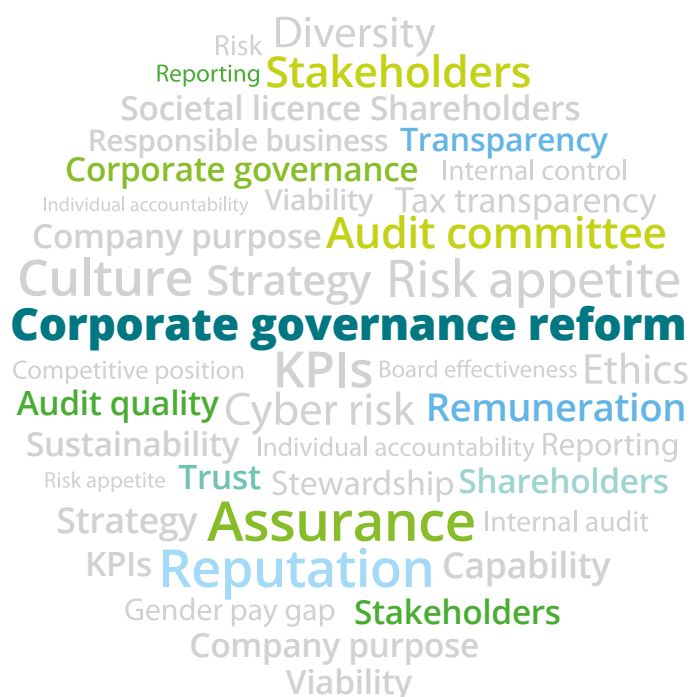 Risk Diversity
Reporting Stakeholders
Societal licence Shareholders
Responsible business Transparency
Corporate governance Internal control
Individual accountability Viability Tax transparency
Company purpose Audit committee
Culture Strategy Risk appetite
Corporate governance reform
Competitive position KPIs Board effectiveness Ethics
Audit quality Cyber risk Remuneration
Sustainability Individual accountability Reporting
Risk appetite Trust Stewardship Shareholders
Strategy Assurance Internal audit
KPIs Reputation Capability
Gender pay gap Stakeholders
Company purpose
Viability